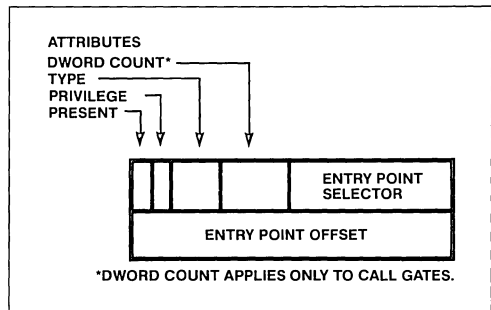 ATTRIBUTES
DWORD COUNT*
TYPE
PRIVILEGE
PRESENT
ENTRY POINT
SELECTOR
ENTRY POINT OFFSET
*DWORD COUNT APPLIES ONLY TO CALL GATES.